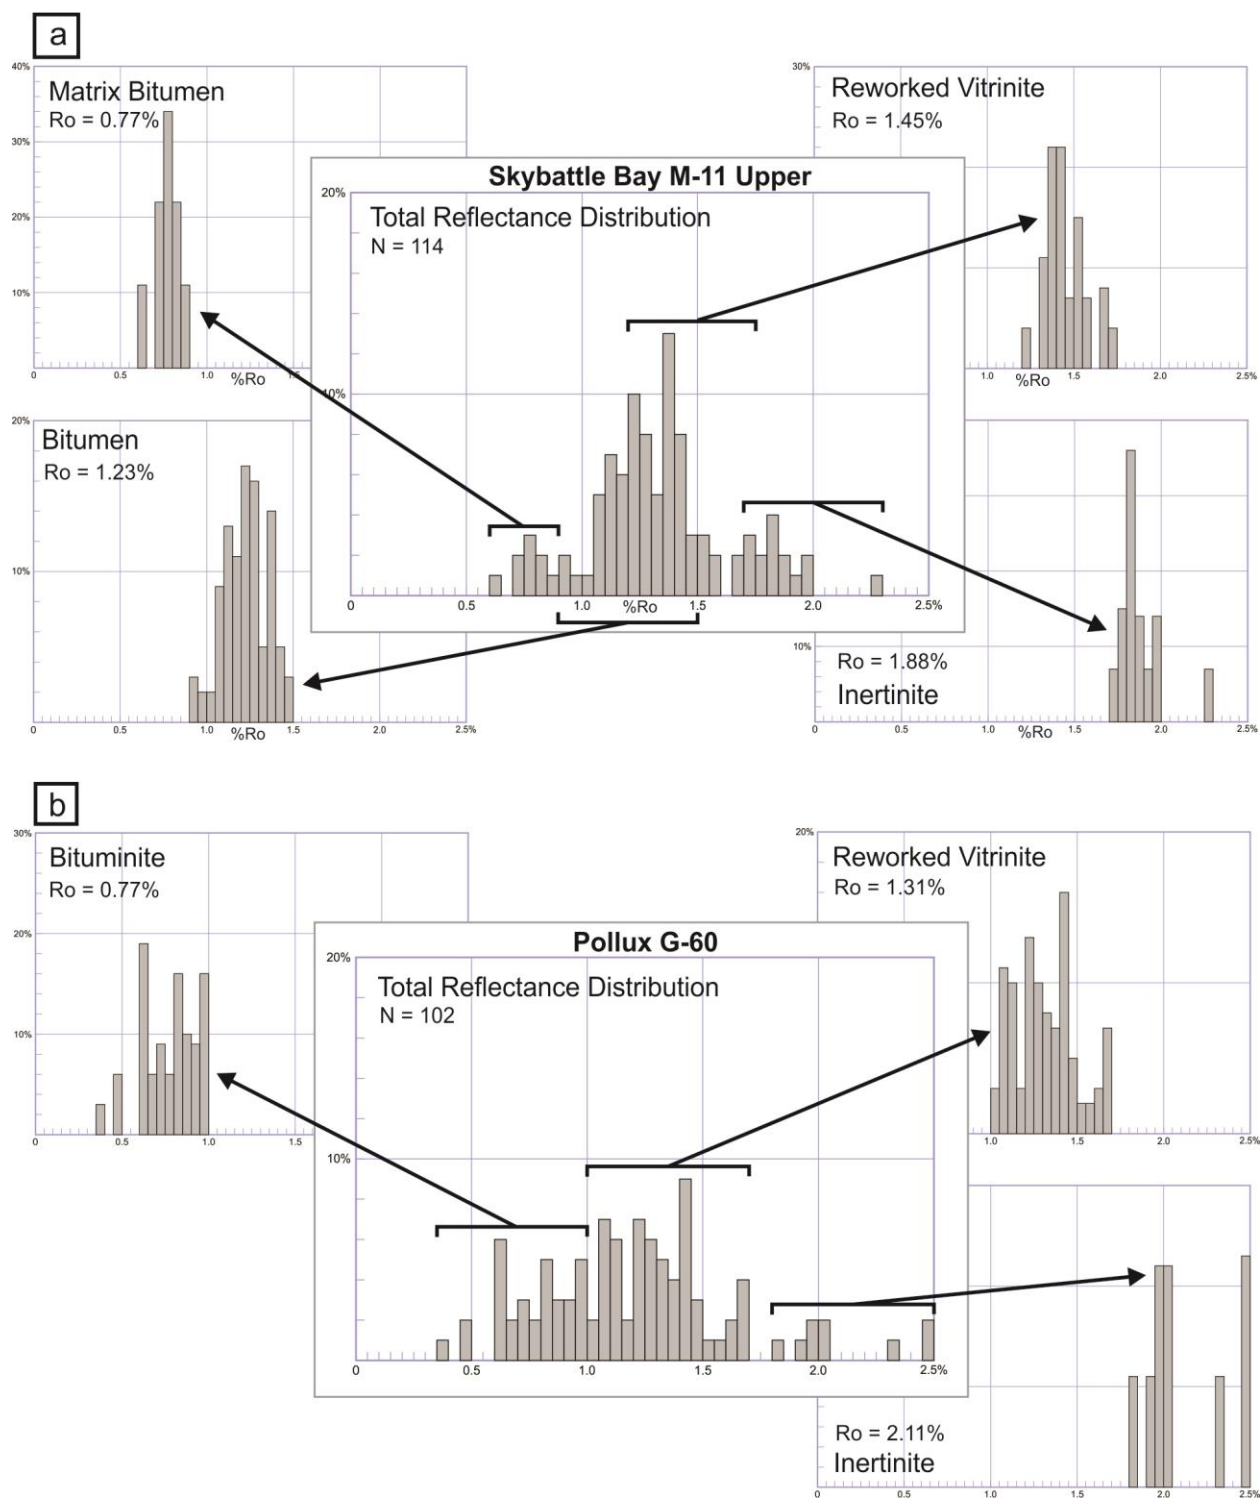 a
40%
30%
20%
10%
Matrix Bitumen
Ro = 0.77%
0 0.5 1.0 1.5
%Ro
30%
Reworked Vitrinite
Ro = 1.45%
1.0 1.5 2.0 2.5%
%Ro
Skybattle Bay M-11 Upper
20%
10%
Total Reflectance Distribution
N = 114
0 0.5 1.0 1.5 2.0 2.5%
%Ro
20%
10%
Bitumen
Ro = 1.23%
0 0.5 1.0 1.5 2.0 2.5%
%Ro
10%
Ro = 1.88%
Inertinite
0 0.5 1.0 1.5 2.0 2.5%
%Ro
b
30%
20%
10%
Bituminite
Ro = 0.77%
0 0.5 1.0 1.5
20%
Reworked Vitrinite
Ro = 1.31%
1.0 1.5 2.0 2.5%
Pollux G-60
20%
10%
Total Reflectance Distribution
N = 102
0 0.5 1.0 1.5 2.0 2.5%
Ro = 2.11%
Inertinite
0 0.5 1.0 1.5 2.0 2.5%